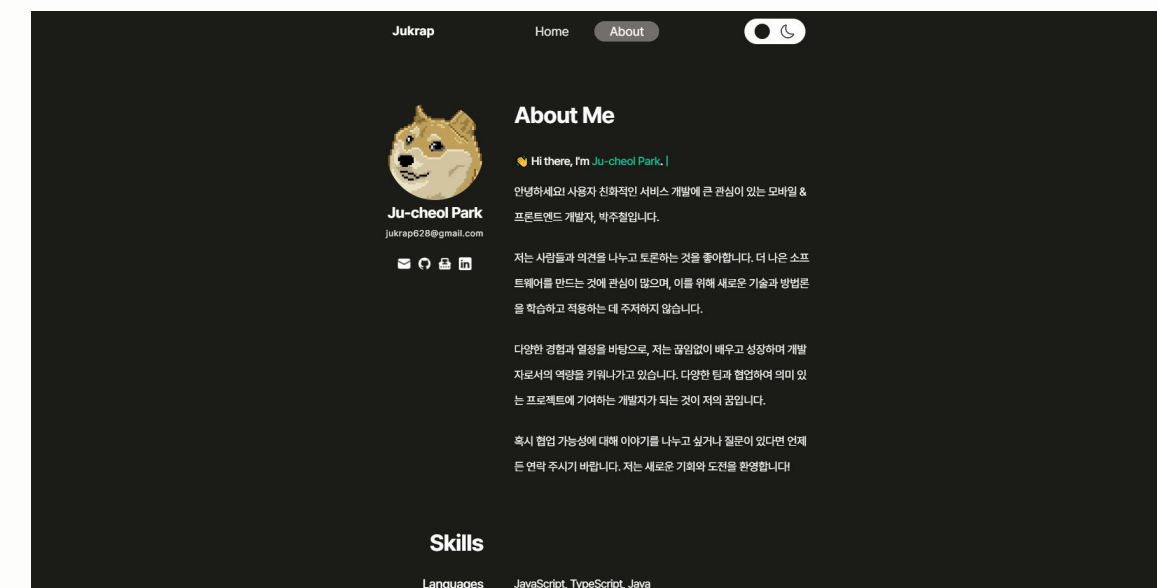 Jukrap
Home
About
About Me
👋 Hi there, I'm Ju-cheol Park. |
안녕하세요! 사용자 친화적인 서비스 개발에 큰 관심이 있는 모바일 &
프론트엔드 개발자, 박주철입니다.
저는 사람들과 의견을 나누고 토론하는 것을 좋아합니다. 더 나은 소프
트웨어를 만드는 것에 관심이 많으며, 이를 위해 새로운 기술과 방법론
을 학습하고 적용하는 데 주저하지 않습니다.
다양한 경험과 열정을 바탕으로, 저는 끊임없이 배우고 성장하며 개발
자로서의 역량을 키워나가고 있습니다. 다양한 팀과 협업하여 의미 있
는 프로젝트에 기여하는 개발자가 되는 것이 저의 꿈입니다.
혹시 협업 가능성에 대해 이야기를 나누고 싶거나 질문이 있다면 언제
든 연락 주시기 바랍니다. 저는 새로운 기회와 도전을 환영합니다!
Ju-cheol Park
jukrap628@gmail.com
in
Skills
Languages
JavaScript, TypeScript, Java